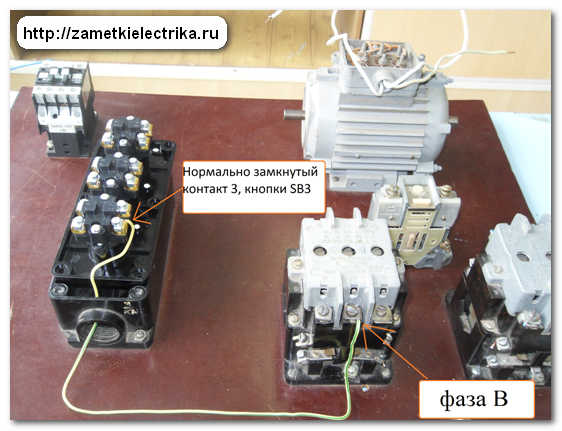 http://zametkielectrika.ru
Нормально замкнутый
контакт 3, кнопки SB3
фаза В